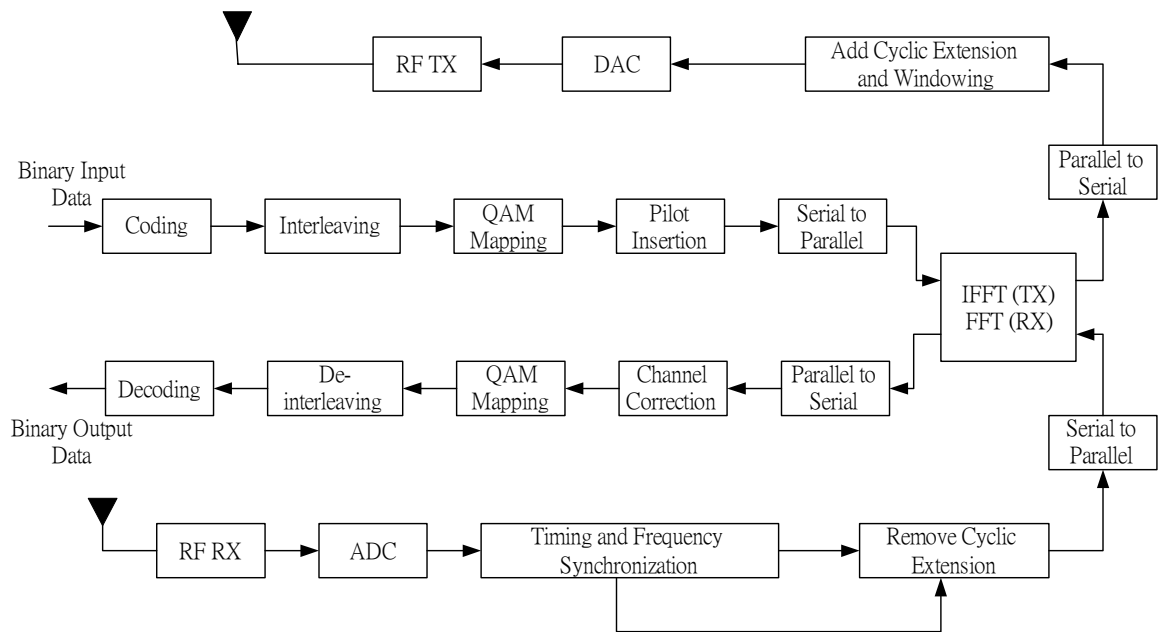 RF TX
DAC
Add Cyclic Extension
and Windowing
Parallel to
Serial
Binary Input
Data
Coding
Interleaving
QAM
Mapping
Pilot
Insertion
Serial to
Parallel
IFFT (TX)
FFT (RX)
Decoding
De-
interleaving
QAM
Mapping
Channel
Correction
Parallel to
Serial
Binary Output
Data
Serial to
Parallel
RF RX
ADC
Timing and Frequency
Synchronization
Remove Cyclic
Extension